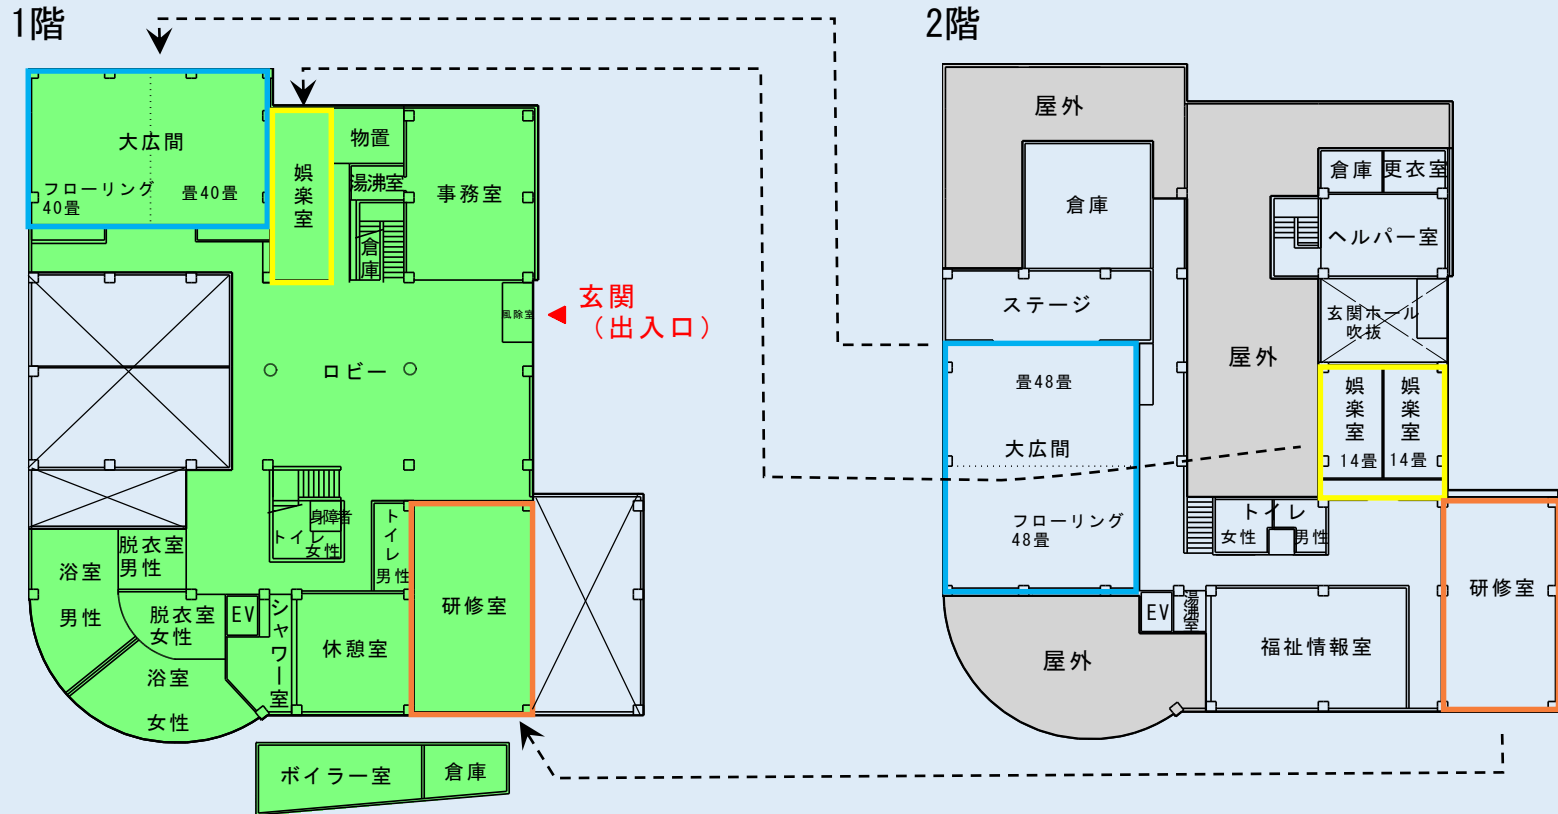 1階
大広間
フローリング
40畳
畳40畳
娯楽室
物置
湯沸室
倉庫
事務室
玄関
(出入口)
風除室
ロビー
身障者
トイレ
女性
トイレ
男性
脱衣室
男性
浴室
男性
脱衣室
女性
浴室
女性
EV
シャワー室
休憩室
研修室
ボイラー室
倉庫
2階
屋外
倉庫
更衣室
倉庫
ヘルパー室
ステージ
玄関ホール
吹抜
屋外
畳48畳
大広間
フローリング
48畳
娯楽室
14畳
娯楽室
14畳
トイレ
女性
男性
研修室
EV
湯沸室
福祉情報室
屋外